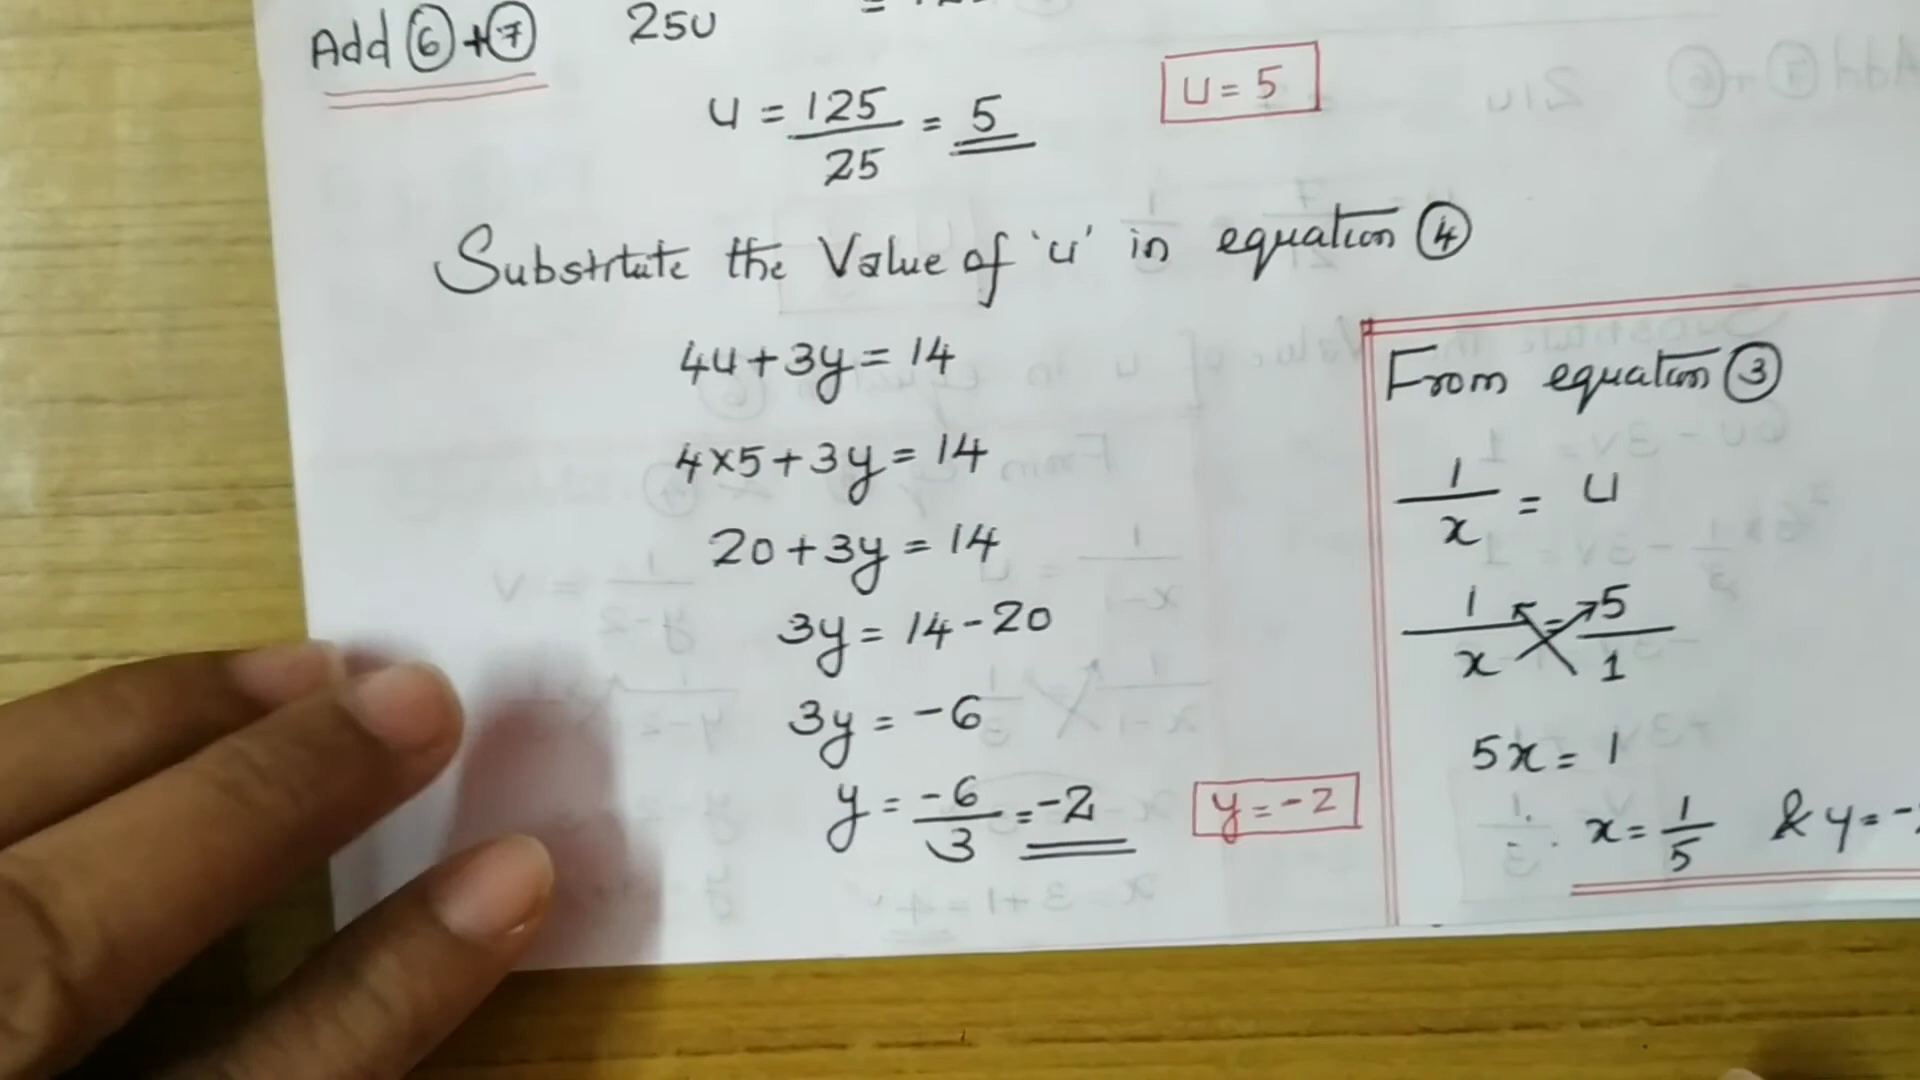 Add ⑥+⑦ 25u =
u = 125/25 = 5
u = 5
Substitute the Value of 'u' in equation ④
4u+3y = 14
4×5+3y = 14
20+3y = 14
3y = 14-20
3y = -6
y = -6/3 = -2
y = -2
From equation ③
1/x = u
1/x = 5/1
5x = 1
x = 1/5 & y = -